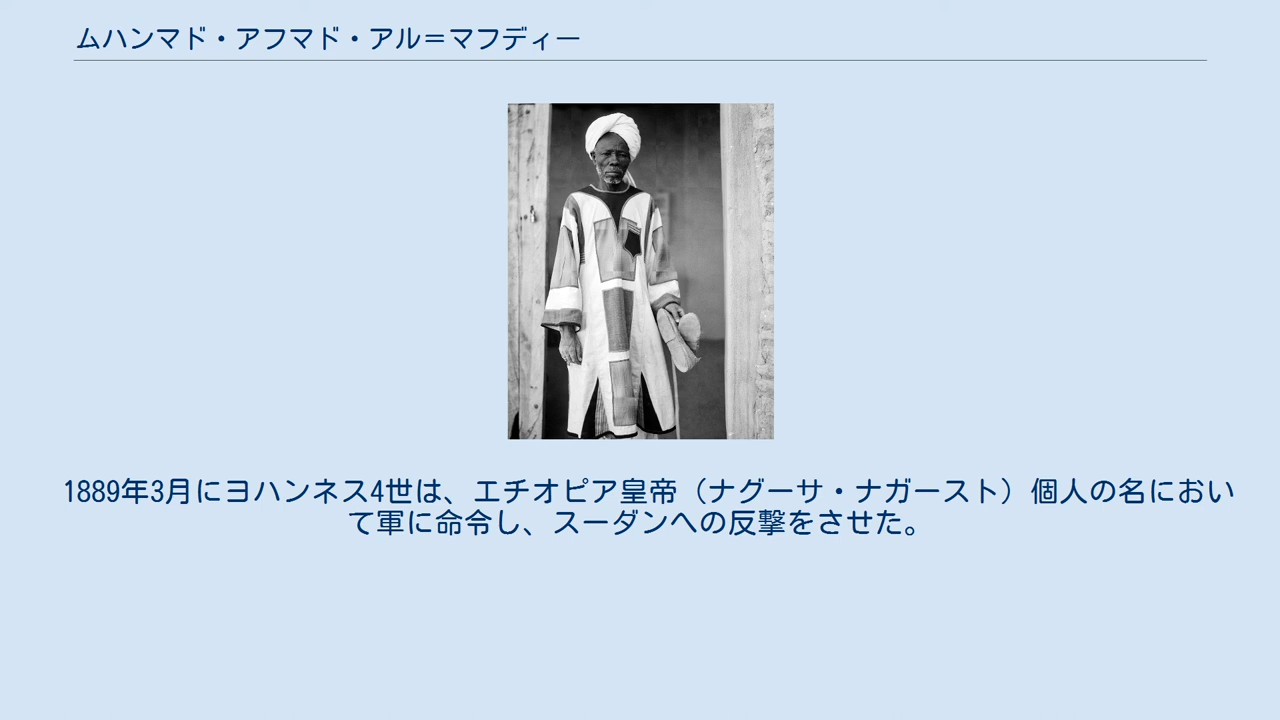 ムハンマド・アフマド・アル＝マフディー
1889年3月にヨハンネス4世は、エチオピア皇帝（ナグーサ・ナガースト）個人の名におい
て軍に命令し、スーダンへの反撃をさせた。